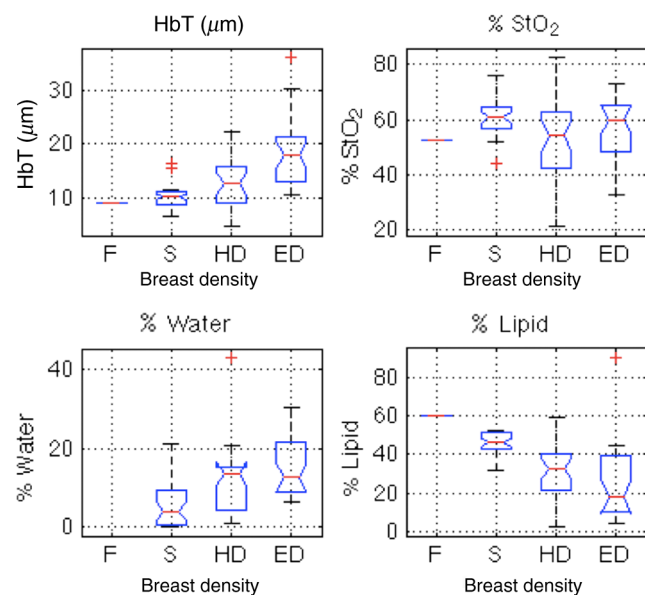 HbT (μm)
HbT (μm)
30
20
10
F S HD ED
Breast density
% StO₂
% StO₂
80
60
40
20
F S HD ED
Breast density
% Water
% Water
40
20
0
F S HD ED
Breast density
% Lipid
% Lipid
80
60
40
20
0
F S HD ED
Breast density